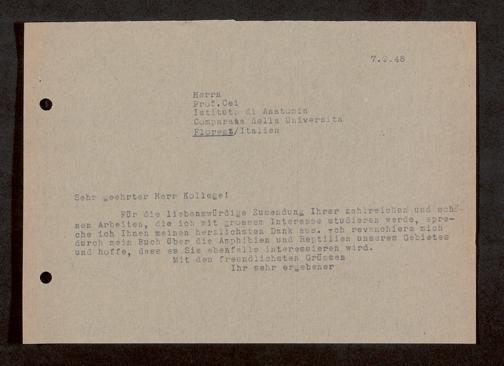 7.2.48
Herrn
Prof.Cei
Istituto di Anatomia
Comparata della Universita
Florenz/Italien
Sehr geehrter Herr Kollege!
Für die liebenswürdige Zusendung Ihrer zahlreichen und schö-
nen Arbeiten, die ich mit grossem Interesse studieren werde, spre-
che ich Ihnen meinen herzlichsten Dank aus. Ich revanchiere mich
durch mein Buch über die Amphibien und Reptilien unseres Gebietes
und hoffe, dass es Sie ebenfalls interessieren wird.
Mit den freundlichsten Grüssen
Ihr sehr ergebener